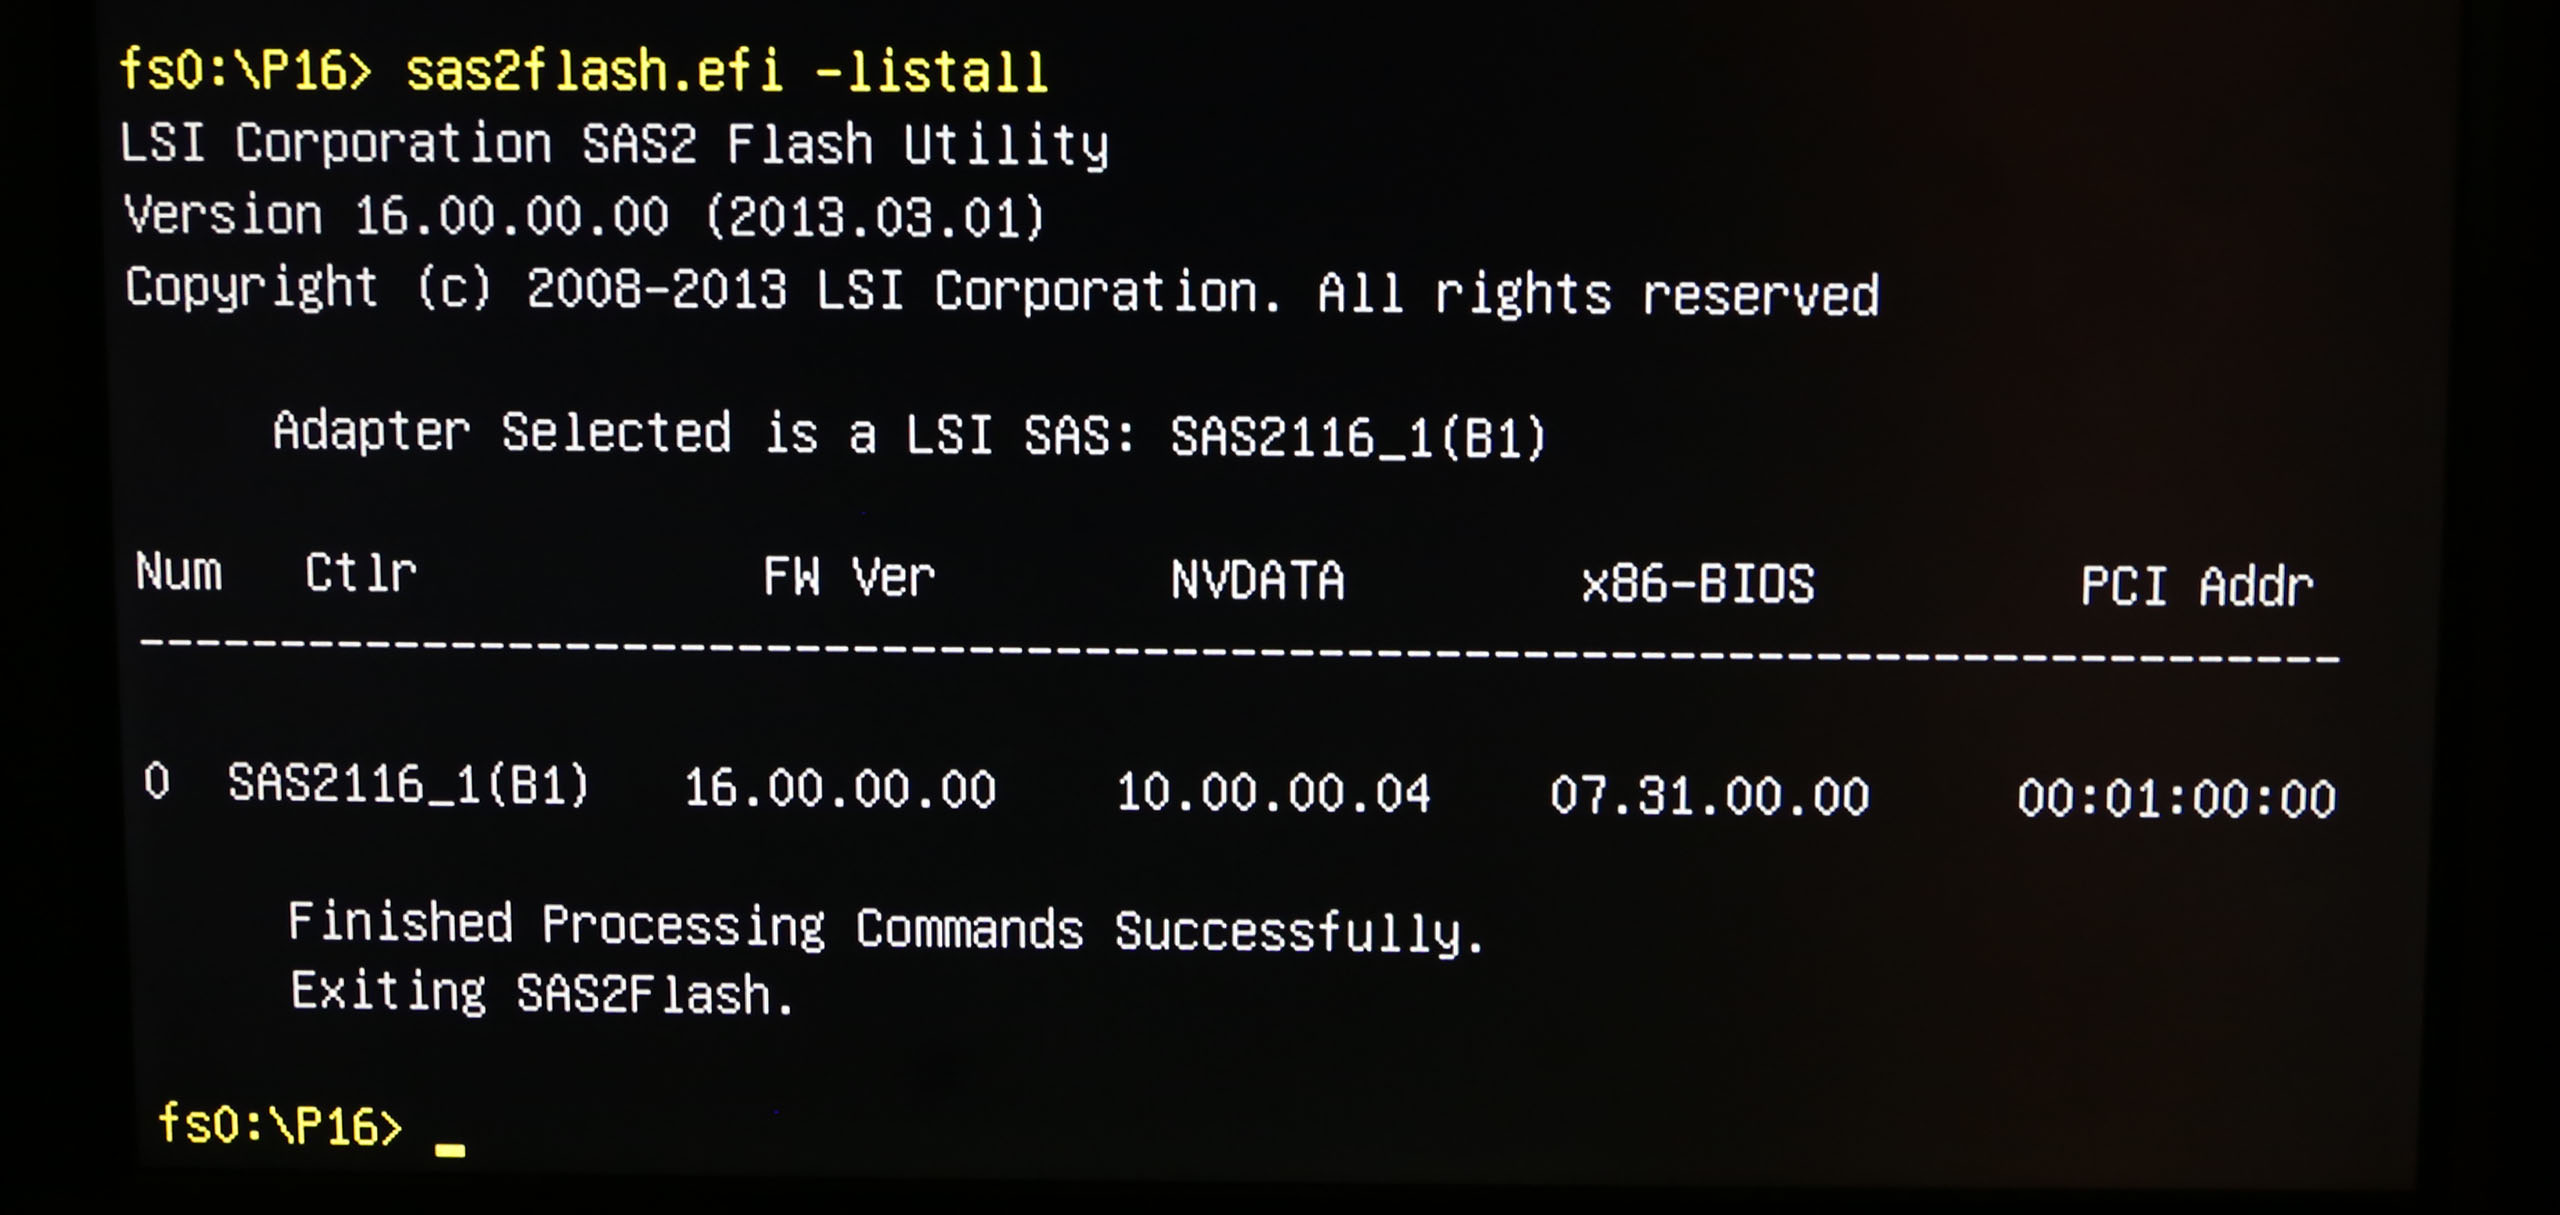 fs0:\P16> sas2flash.efi -listall
LSI Corporation SAS2 Flash Utility
Version 16.00.00.00 (2013.03.01)
Copyright (c) 2008-2013 LSI Corporation. All rights reserved
Adapter Selected is a LSI SAS: SAS2116_1(B1)
Num Ctlr FW Ver NVDATA x86-BIOS PCI Addr
---------------------------------------------------------------------------
0 SAS2116_1(B1) 16.00.00.00 10.00.00.04 07.31.00.00 00:01:00:00
Finished Processing Commands Successfully.
Exiting SAS2Flash.
fs0:\P16> _